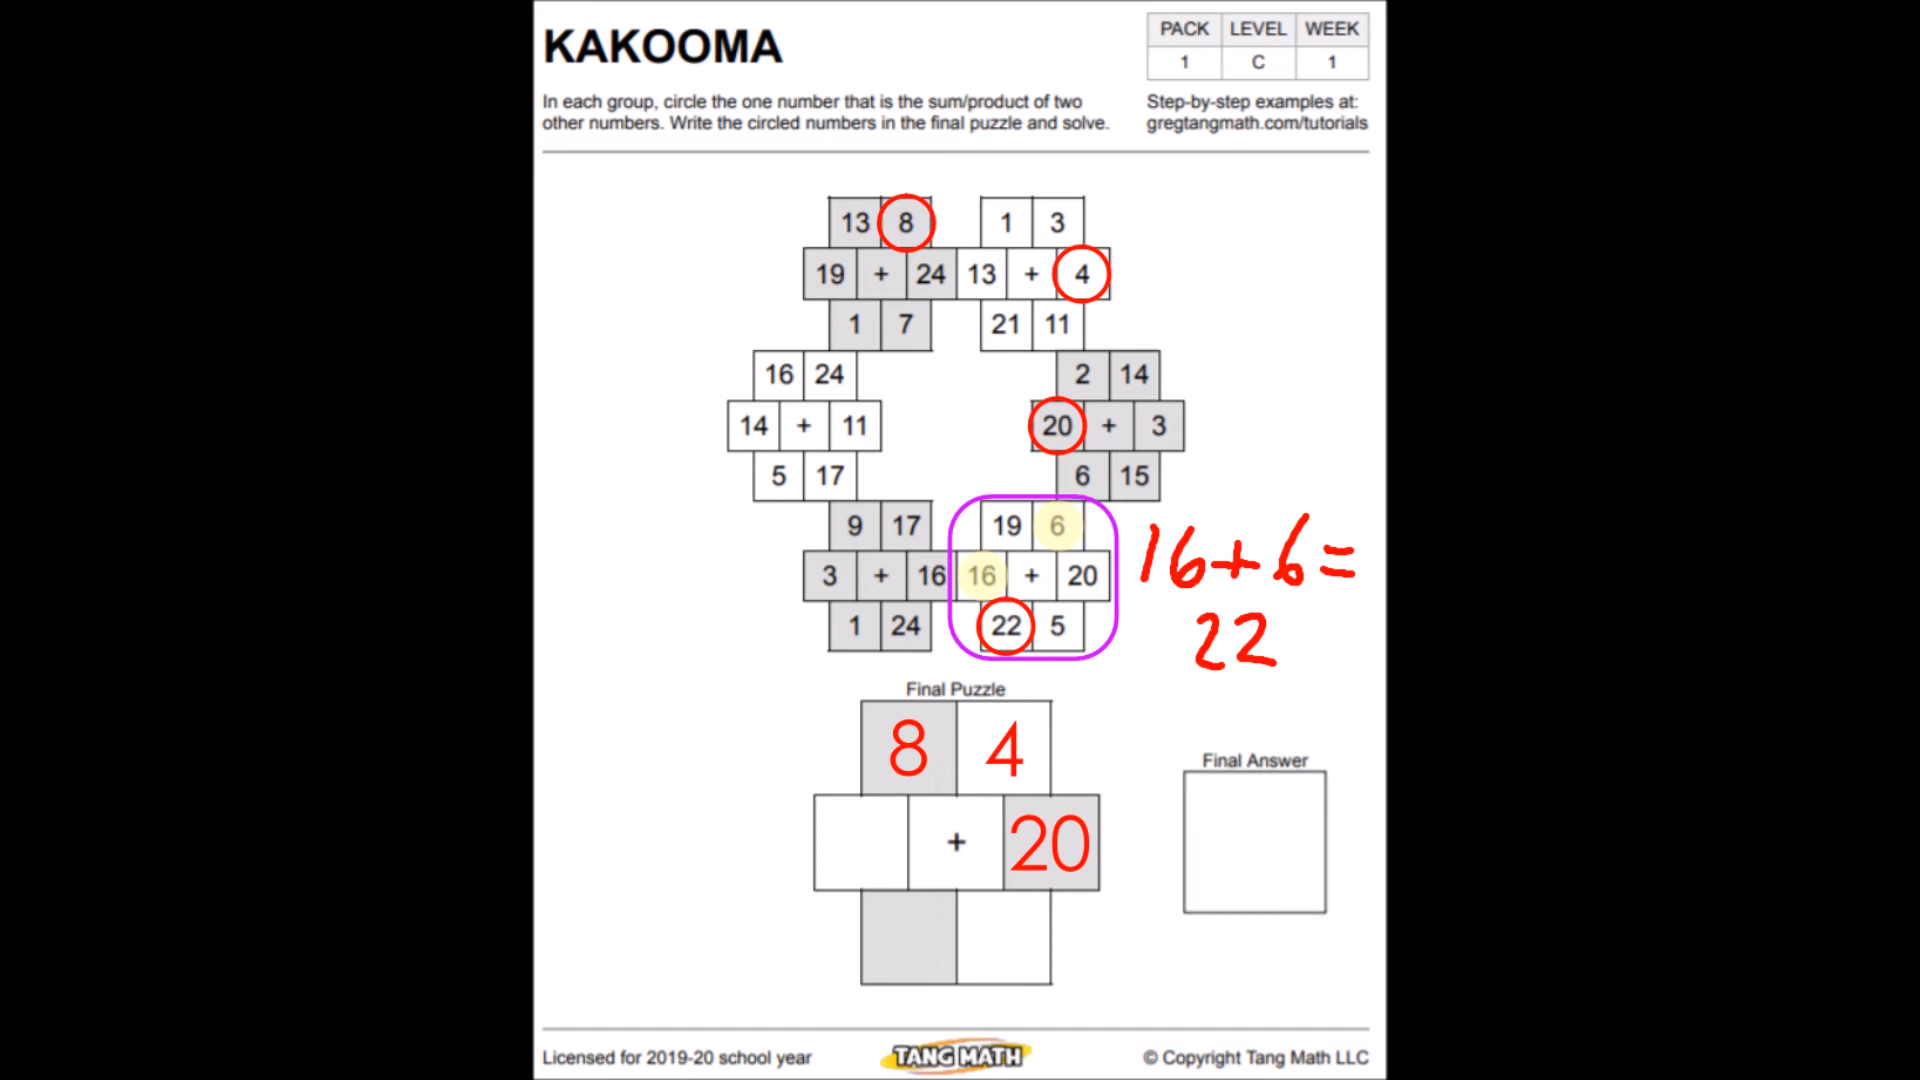 KAKOOMA
PACK LEVEL WEEK
1 C 1
In each group, circle the one number that is the sum/product of two
other numbers. Write the circled numbers in the final puzzle and solve.
Step-by-step examples at:
gregtangmath.com/tutorials
13 8 1 3
19 + 24 13 + 4
1 7 21 11
16 24 2 14
14 + 11 20 + 3
5 17 6 15
9 17 19 6
3 + 16 16 + 20
1 24 22 5
16+6=
22
Final Puzzle
8 4
+ 20
Final Answer
Licensed for 2019-20 school year
TANG MATH
© Copyright Tang Math LLC